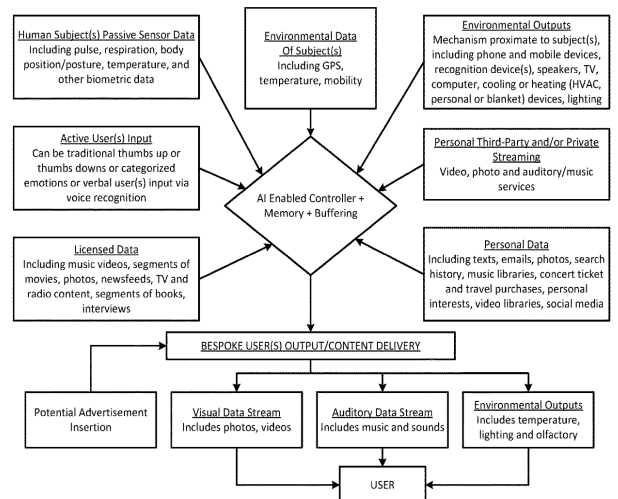 Human Subject(s) Passive Sensor Data
Including pulse, respiration, body
position/posture, temperature, and
other biometric data
Environmental Data
Of Subject(s)
Including GPS,
temperature, mobility
Environmental Outputs
Mechanism proximate to subject(s),
including phone and mobile devices,
recognition device(s), speakers, TV,
computer, cooling or heating (HVAC,
personal or blanket) devices, lighting
Active User(s) Input
Can be traditional thumbs up or
thumbs downs or categorized
emotions or verbal user(s) input via
voice recognition
AI Enabled Controller +
Memory + Buffering
Personal Third-Party and/or Private
Streaming
Video, photo and auditory/music
services
Licensed Data
Including music videos, segments of
movies, photos, newsfeeds, TV and
radio content, segments of books,
interviews
Personal Data
Including texts, emails, photos, search
history, music libraries, concert ticket
and travel purchases, personal
interests, video libraries, social media
BESPOKE USER(S) OUTPUT/CONTENT DELIVERY
Potential Advertisement
Insertion
Visual Data Stream
Includes photos, videos
Auditory Data Stream
Includes music and sounds
Environmental Outputs
Includes temperature,
lighting and olfactory
USER